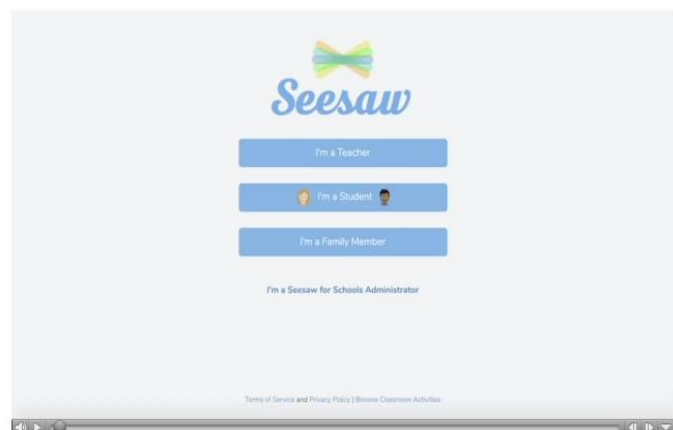 Seesaw
I'm a Teacher
I'm a Student
I'm a Family Member
I'm a Seesaw for Schools Administrator
Terms of Service and Privacy Policy | Browse Classroom Activities